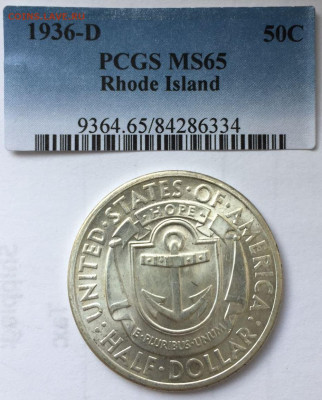 1936-D 50C
PCGS MS65
Rhode Island
9364.65/84286334
UNITED·STATES·OF·AMERICA
HOPE
E·PLURIBUS·UNUM
HALF·DOLLAR